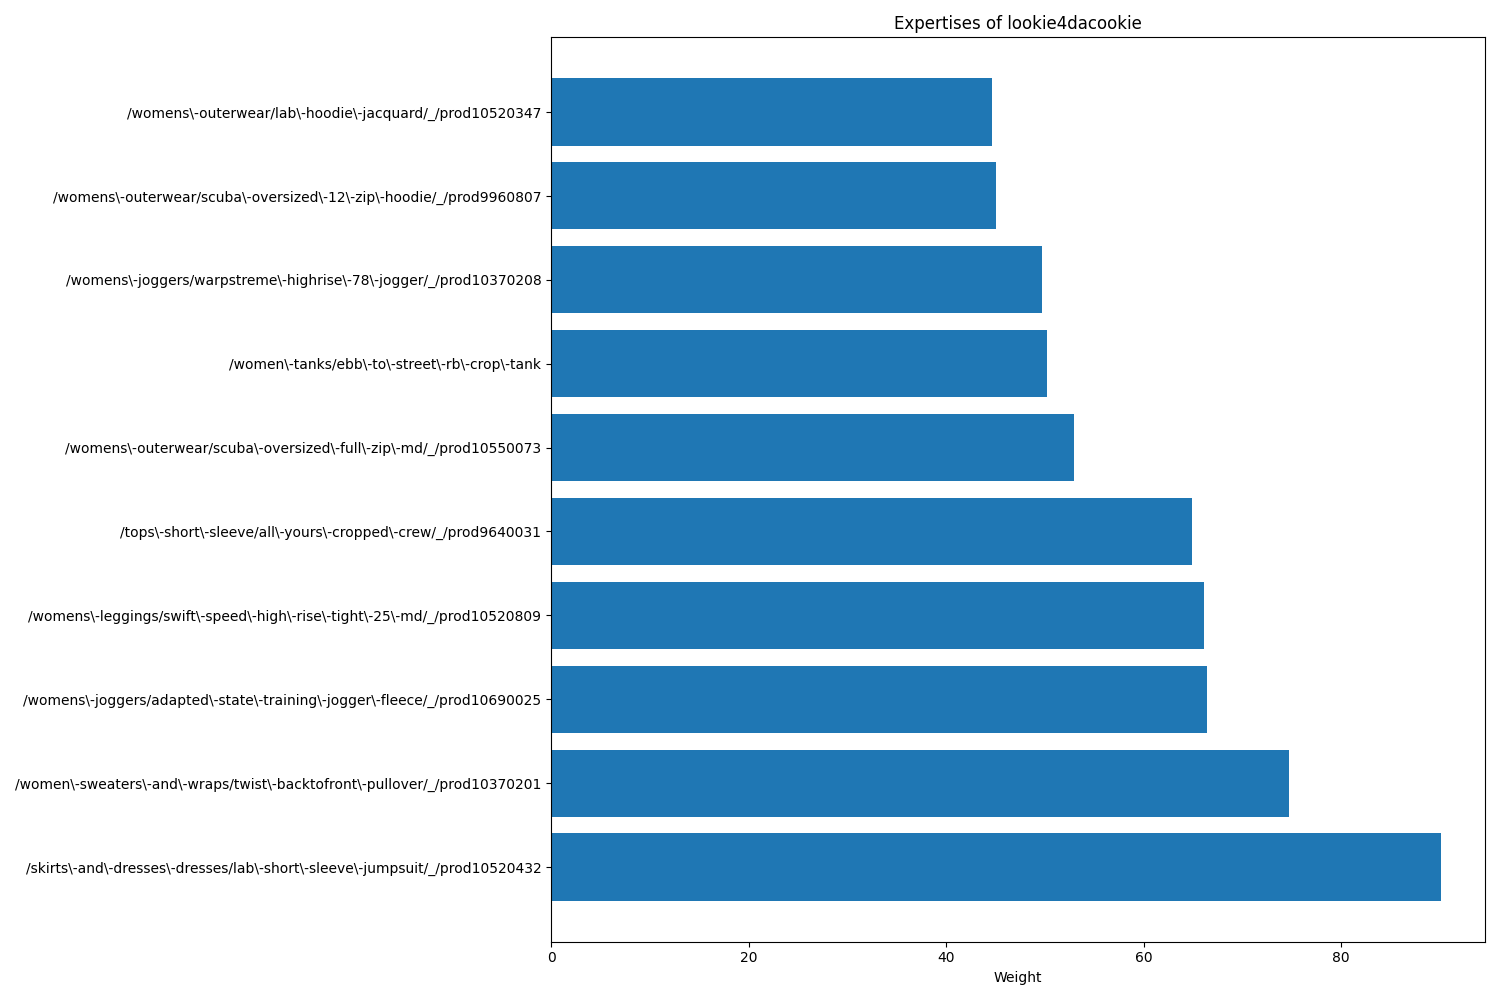 Expertises of lookie4dacookie
/womens\-outerwear/lab\-hoodie\-jacquard/_/prod10520347
/womens\-outerwear/scuba\-oversized\-12\-zip\-hoodie/_/prod9960807
/womens\-joggers/warpstreme\-highrise\-78\-jogger/_/prod10370208
/women\-tanks/ebb\-to\-street\-rb\-crop\-tank
/womens\-outerwear/scuba\-oversized\-full\-zip\-md/_/prod10550073
/tops\-short\-sleeve/all\-yours\-cropped\-crew/_/prod9640031
/womens\-leggings/swift\-speed\-high\-rise\-tight\-25\-md/_/prod10520809
/womens\-joggers/adapted\-state\-training\-jogger\-fleece/_/prod10690025
/women\-sweaters\-and\-wraps/twist\-backtofront\-pullover/_/prod10370201
/skirts\-and\-dresses\-dresses/lab\-short\-sleeve\-jumpsuit/_/prod10520432
0 20 40 60 80
Weight